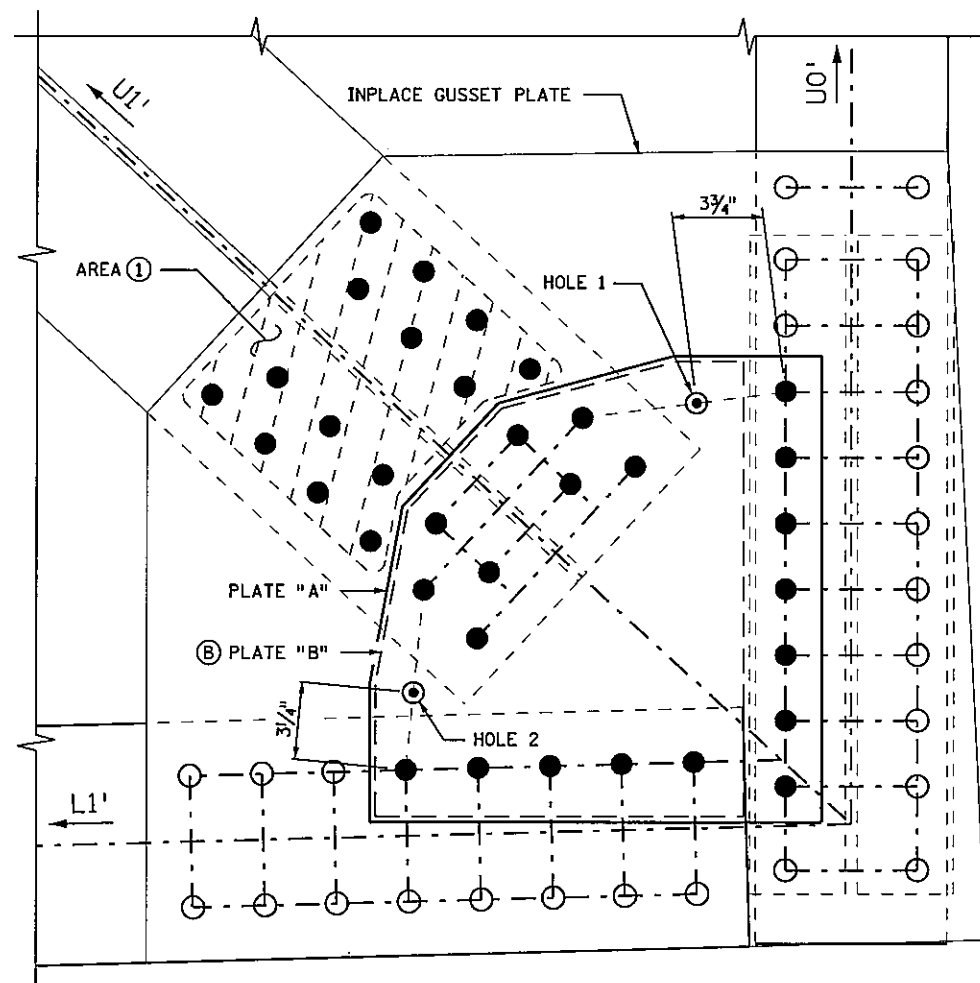 U1'
U0'
INPLACE GUSSET PLATE
3¾"
AREA 1
HOLE 1
PLATE "A"
B PLATE "B"
3¼"
HOLE 2
L1'